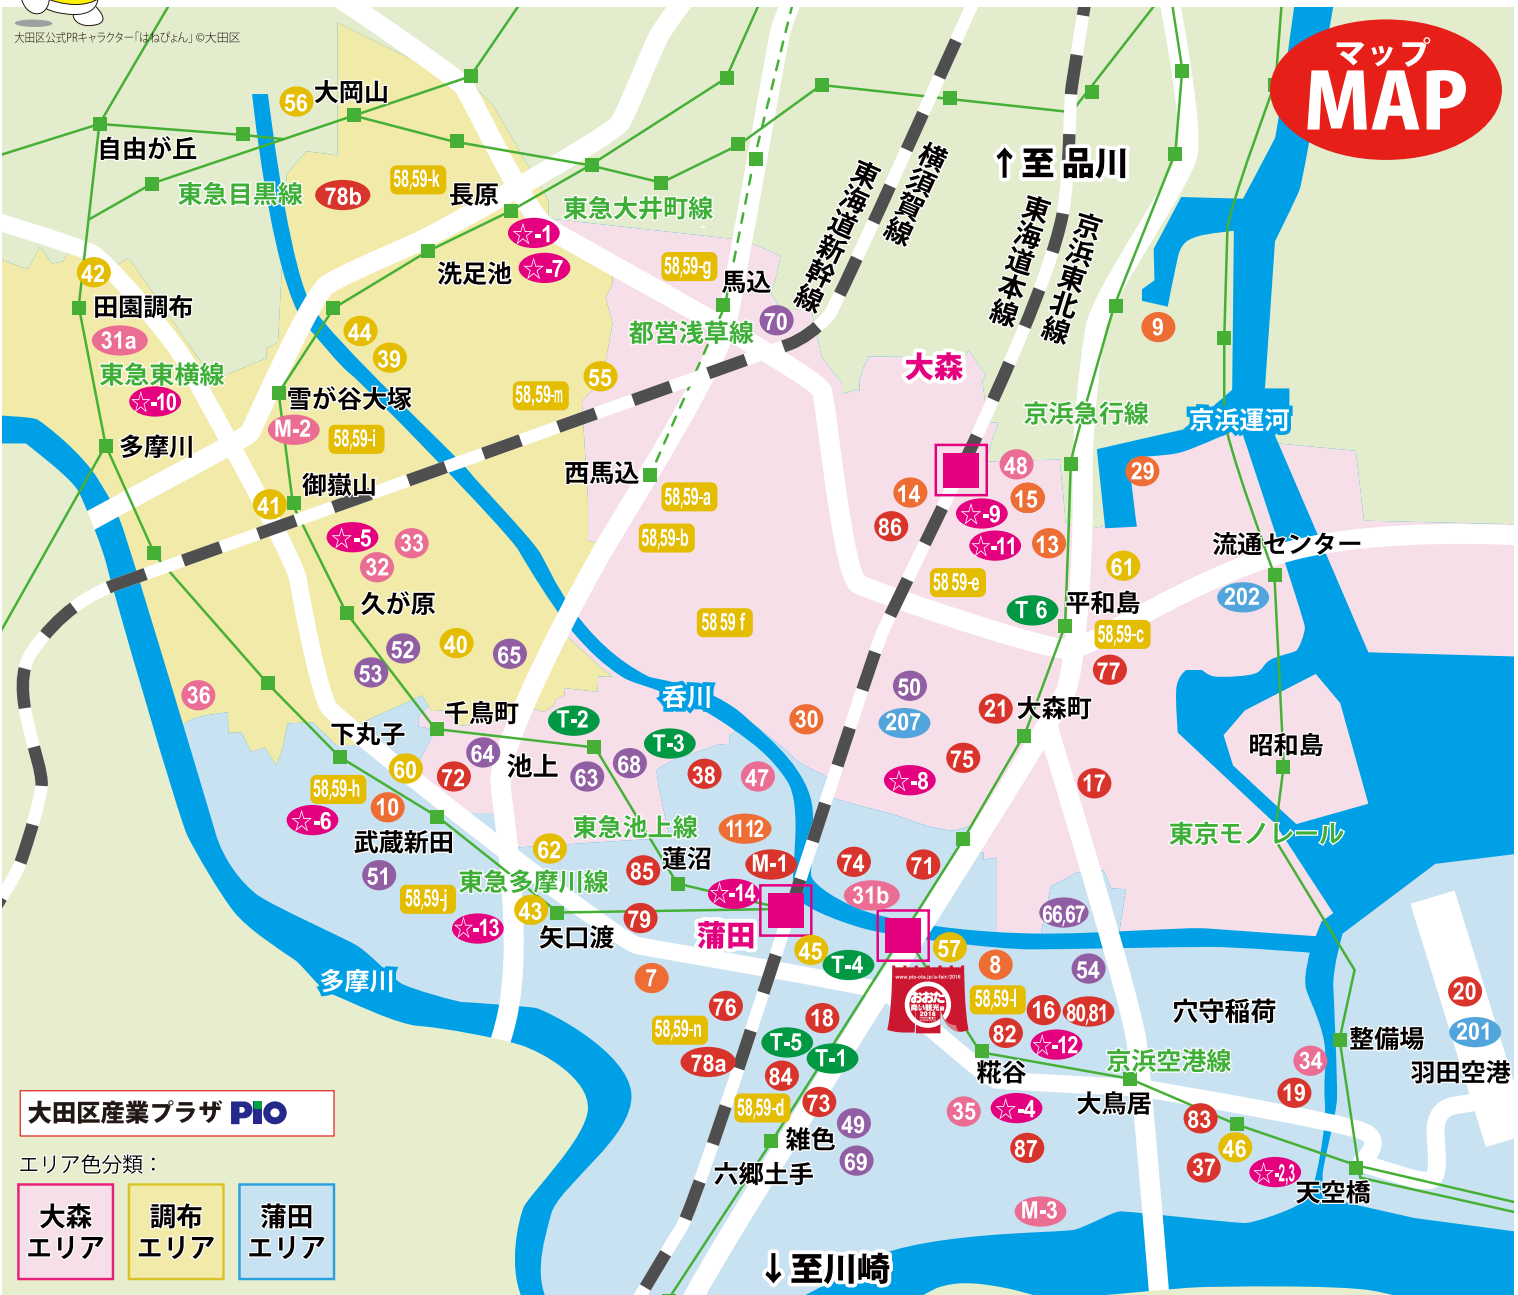 大田区公式PRキャラクター「はねぴょん」©大田区
マップ
MAP
56
大岡山
自由が丘
東急目黒線
78b
58,59-k
長原
東急大井町線
☆-1
洗足池
☆-7
横須賀線
東海道新幹線
↑至 品川
東海道本線
京浜東北線
42
田園調布
31a
東急東横線
☆-10
多摩川
44
39
雪が谷大塚
M-2
58,59-i
58,59-g
馬込
都営浅草線
70
58,59-m
55
大森
9
京浜急行線
京浜運河
御嶽山
41
西馬込
58,59-a
58,59-b
☆-5
33
32
久が原
14
86
48
15
☆-9
☆-11
13
29
流通センター
61
58 59-e
T 6
平和島
58,59-c
202
58 59 f
52
40
65
53
36
77
50
207
21
大森町
呑川
30
千鳥町
T-2
下丸子
64
池上
T-3
68
63
38
47
60
72
58,59-h
10
☆-6
武蔵新田
75
☆-8
17
昭和島
東京モノレール
東急池上線
11 12
62
85
蓮沼
M-1
74
71
51
58,59-j
東急多摩川線
☆-14
31b
43
79
☆-13
矢口渡
蒲田
66,67
45
T-4
57
多摩川
7
8
54
www.pio-ota.jp/a-fair/2016
おおた
商い観光展
2016
58,59-l
16
80,81
82
☆-12
穴守稲荷
20
201
羽田空港
整備場
76
18
58,59-n
T-5
78a
T-1
84
糀谷
京浜空港線
34
19
大鳥居
58,59-d
73
49
35
☆-4
83
雑色
69
六郷土手
87
46
37
☆-2,3
天空橋
M-3
↓至川崎
大田区産業プラザ PiO
エリア色分類：
大森
エリア
調布
エリア
蒲田
エリア